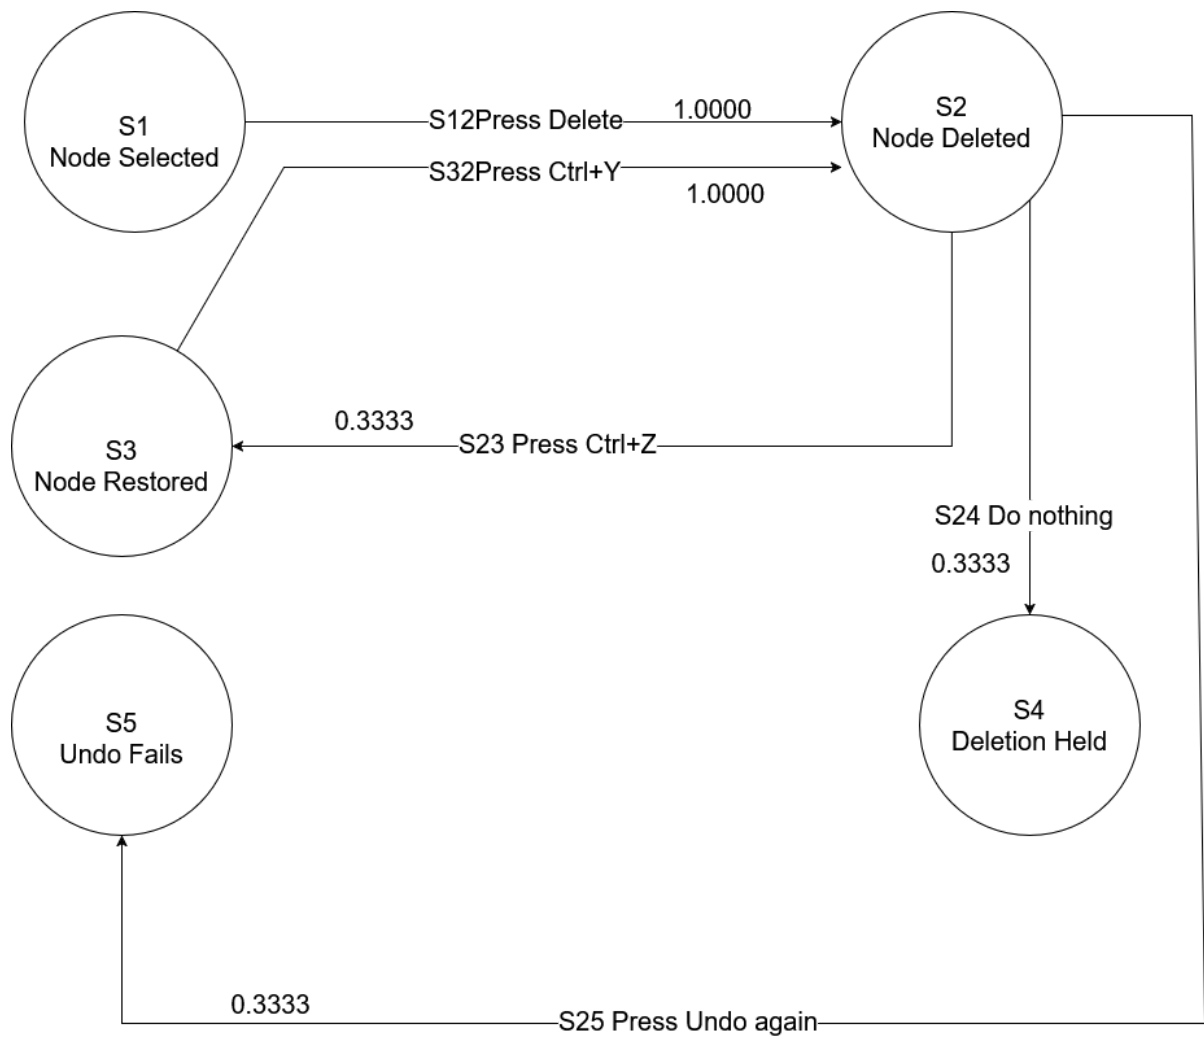 S1
Node Selected
S12Press Delete
1.0000
S2
Node Deleted
S32Press Ctrl+Y
1.0000
S3
Node Restored
0.3333
S23 Press Ctrl+Z
S24 Do nothing
0.3333
S5
Undo Fails
S4
Deletion Held
0.3333
S25 Press Undo again